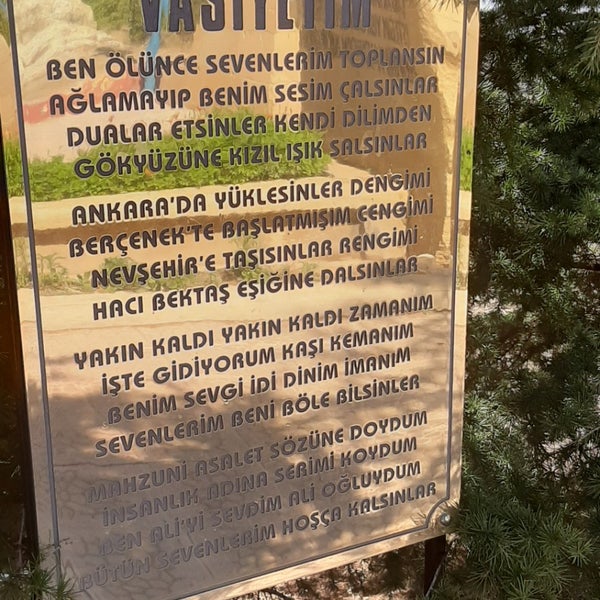 VASİYETİM
BEN ÖLÜNCE SEVENLERİM TOPLANSIN
AĞLAMAYIP BENİM SESİM ÇALSINLAR
DUALAR ETSİNLER KENDİ DİLİMDEN
GÖKYÜZÜNE KIZIL IŞIK SALSINLAR
ANKARA'DA YÜKLESİNLER DENGİMİ
BERÇENEK'TE BAŞLATMIŞIM CENGİMİ
NEVŞEHİR'E TAŞISINLAR RENGİMİ
HACI BEKTAŞ EŞİĞİNE DALSINLAR
YAKIN KALDI YAKIN KALDI ZAMANIM
İŞTE GİDİYORUM KAŞI KEMANIM
BENİM SEVGİ İDİ DİNİM İMANIM
SEVENLERİM BENİ BÖLE BİLSİNLER
MAHZUNİ ASALET SÖZÜNE DOYDUM
İNSANLIK ADINA SERİMİ KOYDUM
BEN ALİ'Yİ SEVDİM ALİ OĞLUYDUM
BÜTÜN SEVENLERİM HOŞÇA KALSINLAR